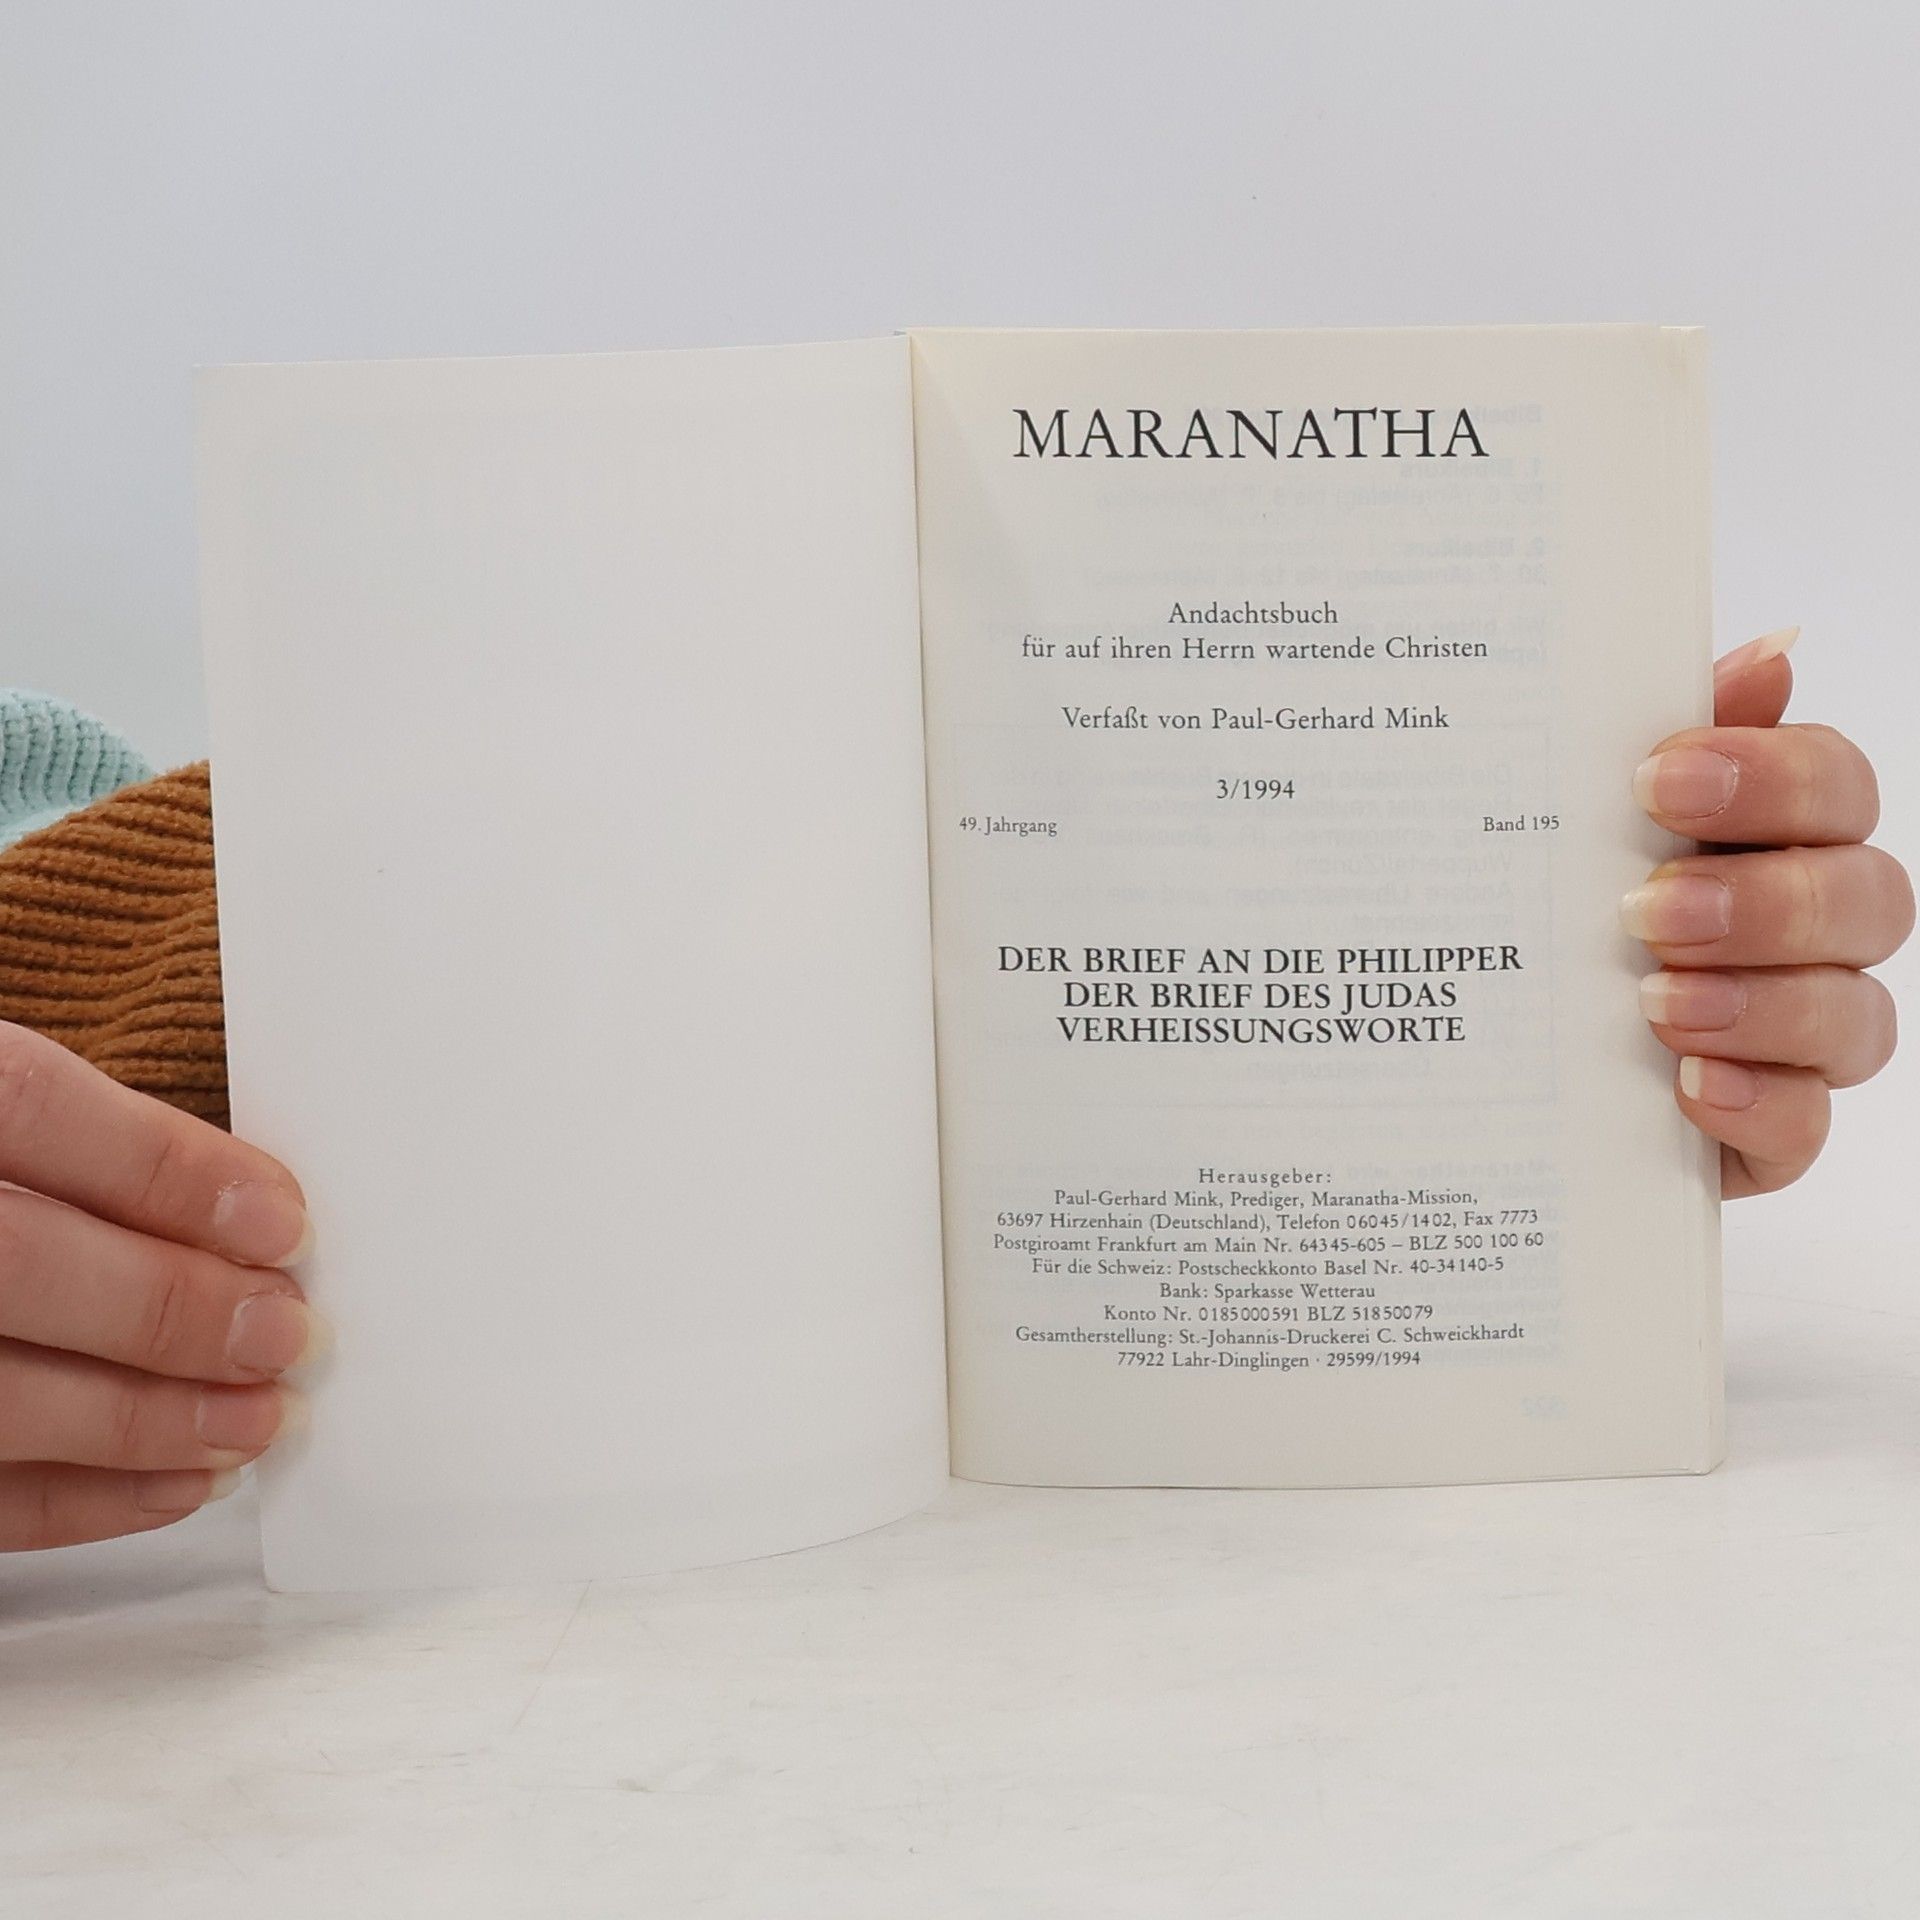 MARANATHA
Andachtsbuch
für auf ihren Herrn wartende Christen
Verfaßt von Paul-Gerhard Mink
3/1994
49. Jahrgang Band 195
DER BRIEF AN DIE PHILIPPER
DER BRIEF DES JUDAS
VERHEISSUNGSWORTE
Herausgeber:
Paul-Gerhard Mink, Prediger, Maranatha-Mission,
63697 Hirzenhain (Deutschland), Telefon 06045/1402, Fax 7773
Postgiroamt Frankfurt am Main Nr. 64345-605 – BLZ 500 100 60
Für die Schweiz: Postscheckkonto Basel Nr. 40-34140-5
Bank: Sparkasse Wetterau
Konto Nr. 0185000591 BLZ 51850079
Gesamtherstellung: St.-Johannis-Druckerei C. Schweickhardt
77922 Lahr-Dinglingen · 29599/1994